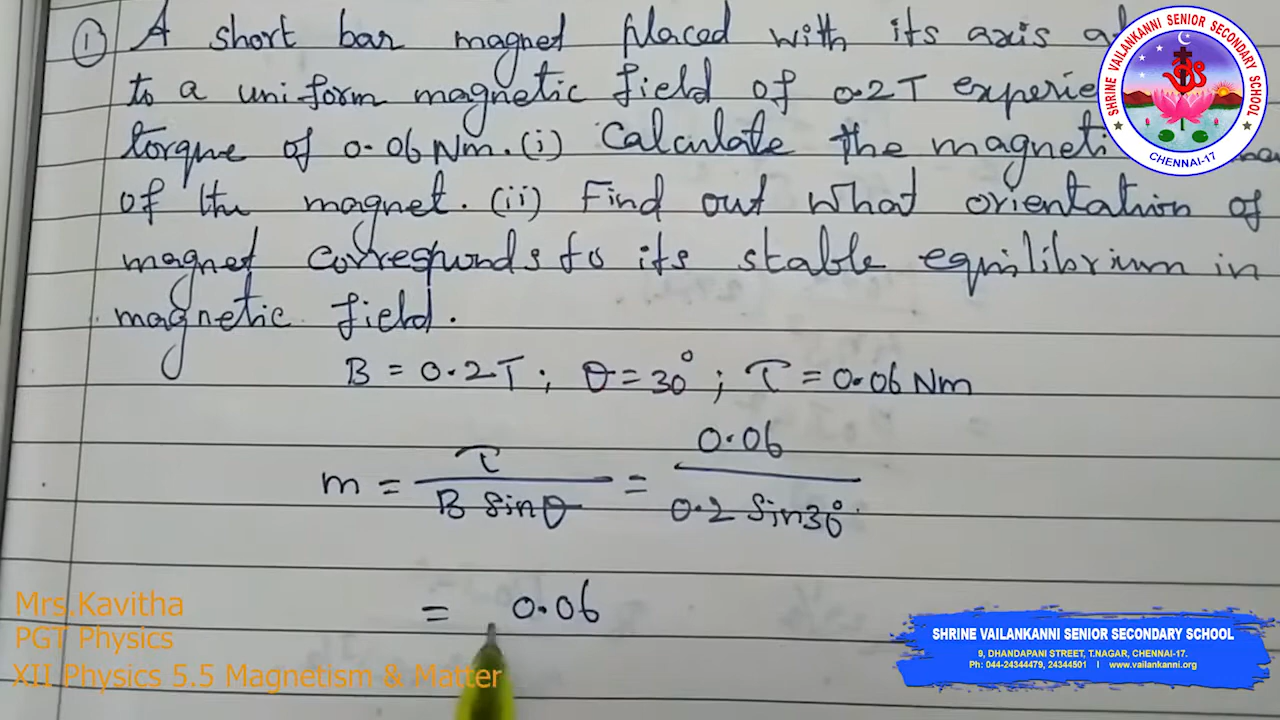 ① A short bar magnet placed with its axis at
to a uniform magnetic field of 0.2T experie
torque of 0.06 Nm. (i) Calculate the magneti
of the magnet. (ii) Find out what orientation of
magnet corresponds to its stable equilibrium in
magnetic field.
B = 0.2T ; θ = 30° ; τ = 0.06 Nm
m = τ / B sinθ = 0.06 / 0.2 sin30°
= 0.06
SHRINE VAILANKANNI SENIOR SECONDARY SCHOOL
CHENNAI-17
Mrs.Kavitha
PGT Physics
XII Physics 5.5 Magnetism & Matter
SHRINE VAILANKANNI SENIOR SECONDARY SCHOOL
9, DHANDAPANI STREET, T.NAGAR, CHENNAI-17.
Ph: 044-24344479, 24344501 | www.vailankanni.org